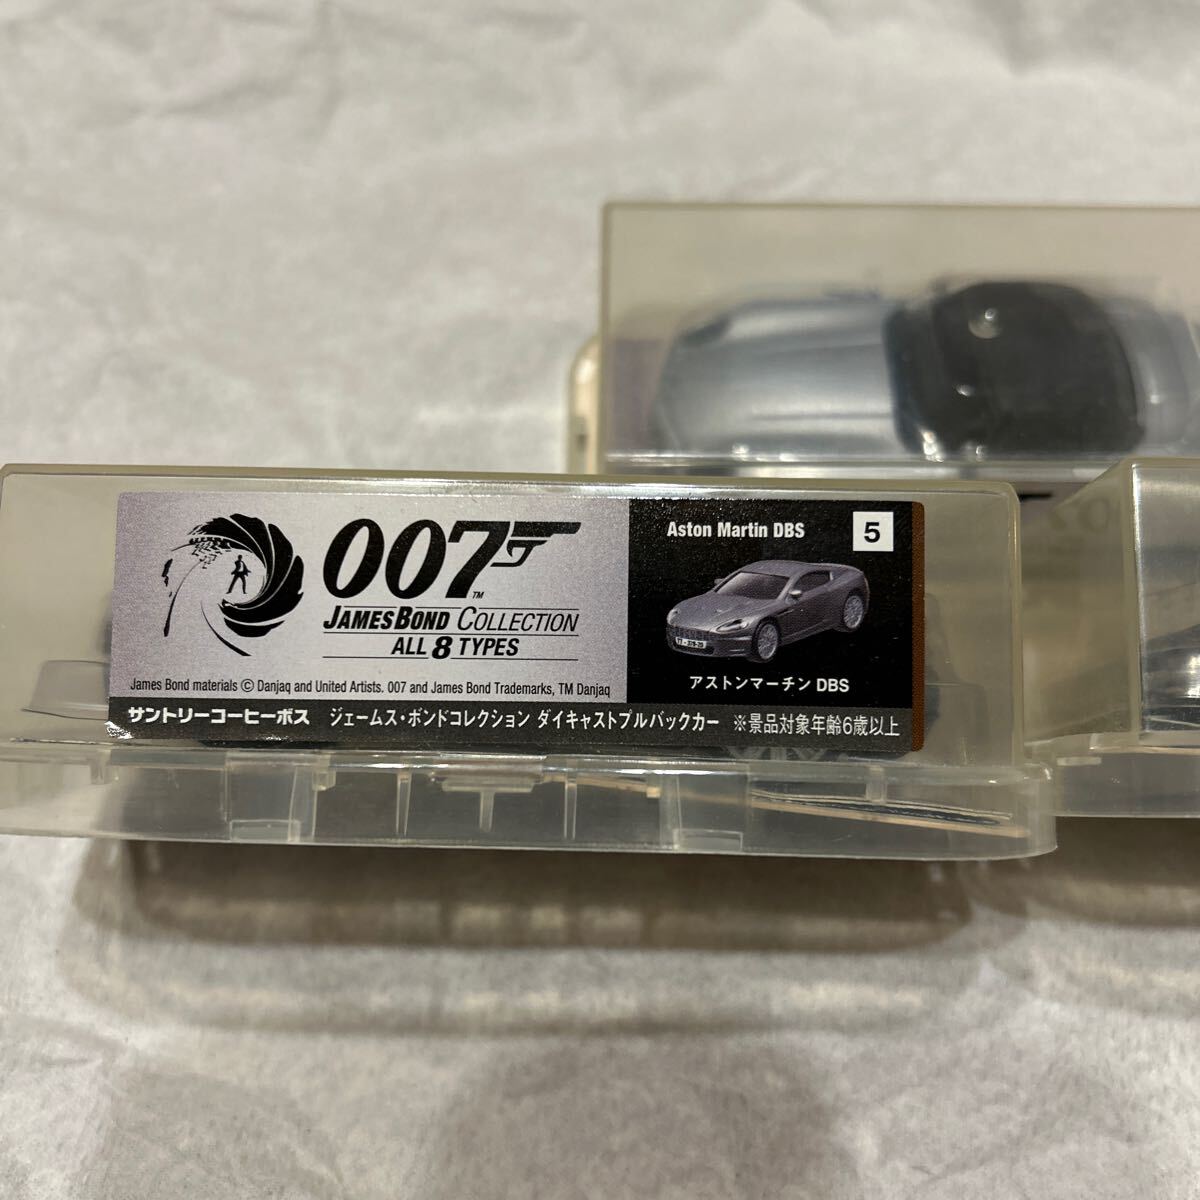 007
TM
JAMES BOND COLLECTION
ALL 8 TYPES
James Bond materials © Danjaq and United Artists. 007 and James Bond Trademarks, TM Danjaq
Aston Martin DBS
5
アストンマーチン DBS
サントリーコーヒーボス ジェームス・ボンドコレクション ダイキャストプルバックカー ※景品対象年齢6歳以上